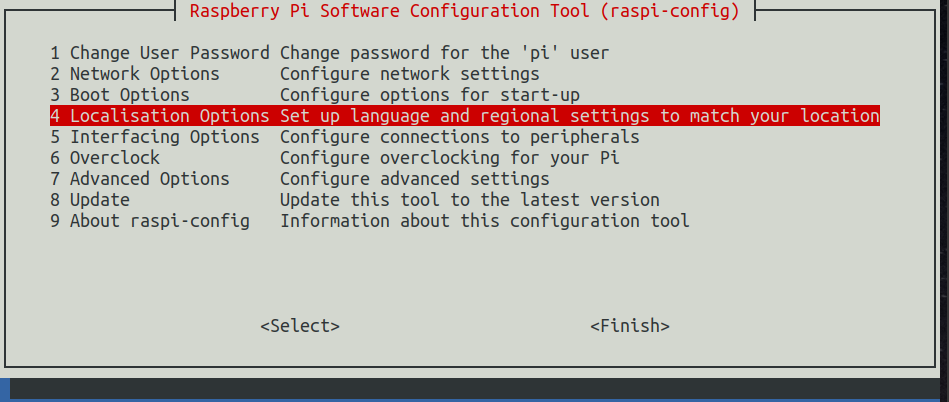 Raspberry Pi Software Configuration Tool (raspi-config)
1 Change User Password Change password for the 'pi' user
2 Network Options Configure network settings
3 Boot Options Configure options for start-up
4 Localisation Options Set up language and regional settings to match your location
5 Interfacing Options Configure connections to peripherals
6 Overclock Configure overclocking for your Pi
7 Advanced Options Configure advanced settings
8 Update Update this tool to the latest version
9 About raspi-config Information about this configuration tool
<Select> <Finish>